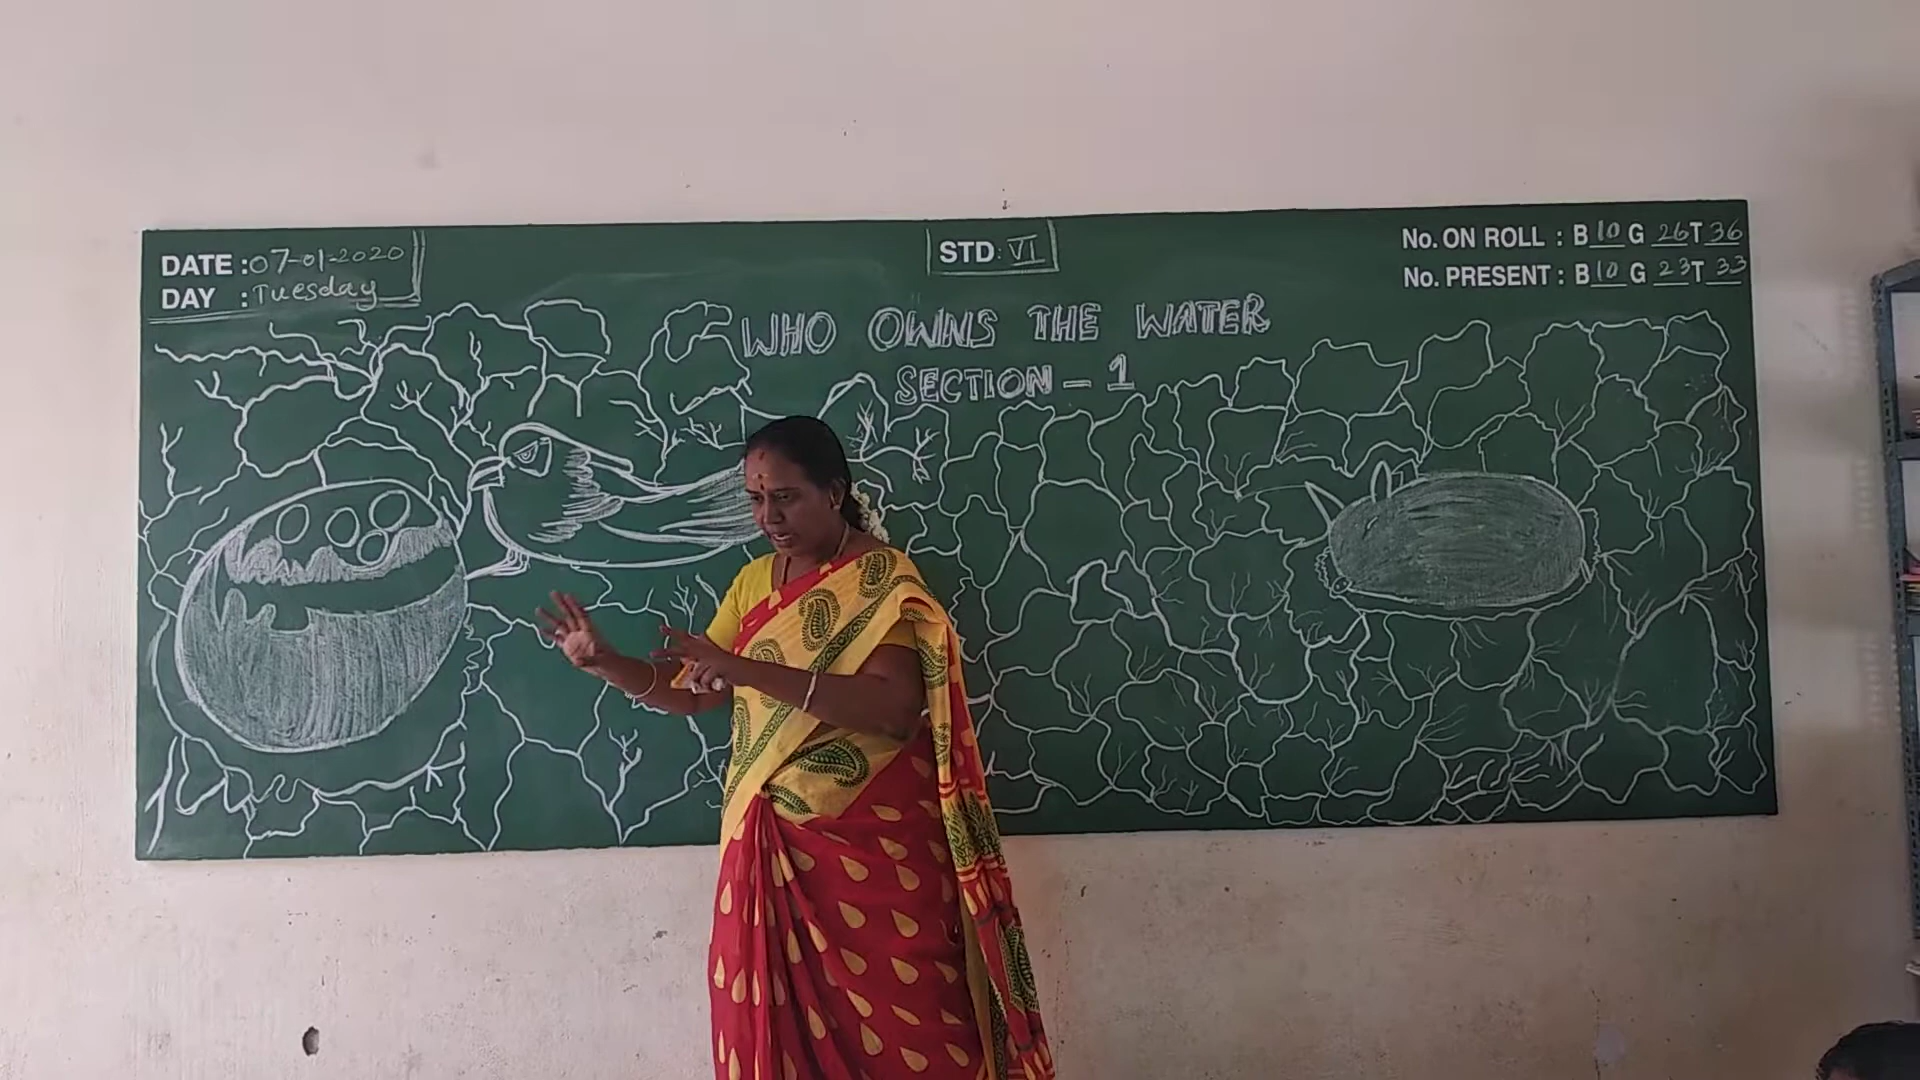 DATE : 07-01-2020
DAY : Tuesday
STD : VI
No. ON ROLL : B 10 G 26 T 36
No. PRESENT : B 10 G 23 T 33
WHO OWNS THE WATER
SECTION - 1